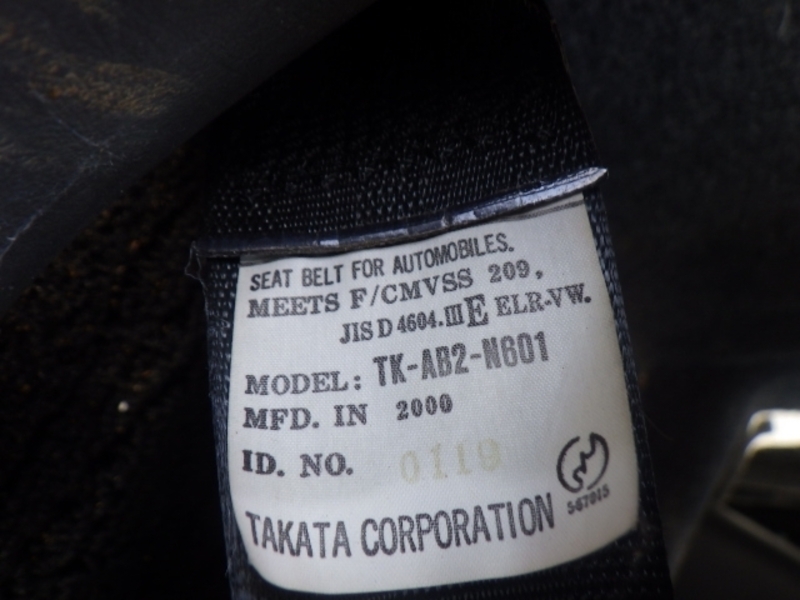 SEAT BELT FOR AUTOMOBILES.
MEETS F/CMVSS 209,
JIS D 4604.III E ELR-VW.
MODEL: TK-AB2-N601
MFD. IN 2000
ID. NO. 0119
567015
TAKATA CORPORATION